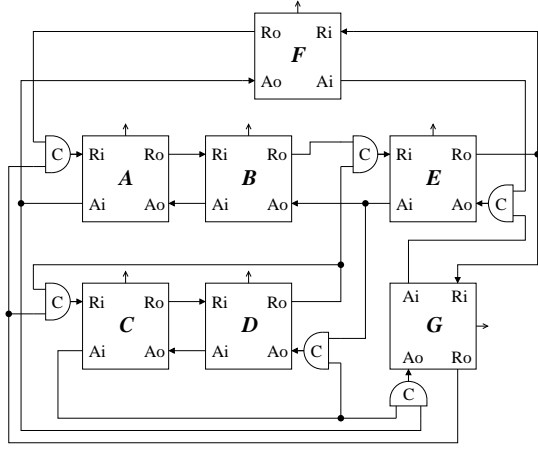 Ro Ri
F
Ao Ai
C Ri Ro Ri Ro C Ri Ro
A B E
Ai Ao Ai Ao Ai Ao C
C Ri Ro Ri Ro Ai Ri
C D G
Ai Ao Ai Ao C Ao Ro
C